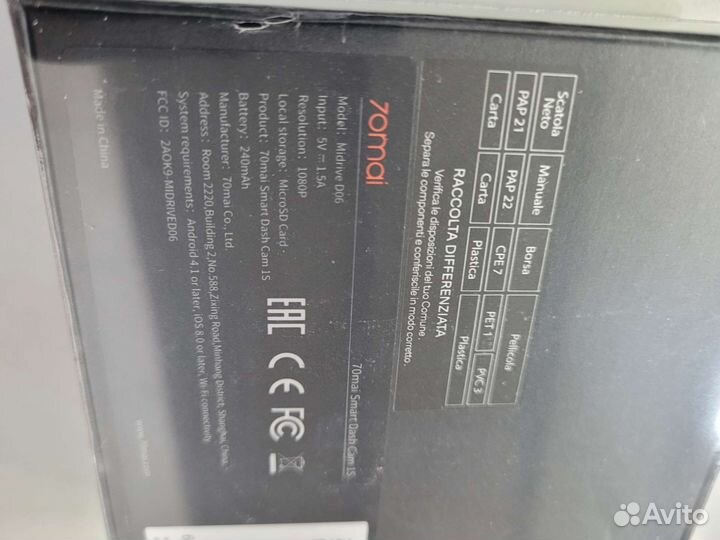 Scatola Neto
Manuale
Borsa
Pellicola
PAP 21
PAP 22
CPE 7
PET 1
PVC 3
Carta
Carta
Plastica
Plastica
RACCOLTA DIFFERENZIATA
Verifica le disposizioni del tuo Comune
Separa le componenti e conferiscile in modo corretto.
70mai
70mai Smart Dash Cam 1S
Model: Midrive D06
Input: 5V ⎓ 1.5A
Resolution: 1080P
Local storage: MicroSD Card
Product: 70mai Smart Dash Cam 1S
Battery: 240mAh
Manufacturer: 70mai Co., Ltd.
Address: Room 2220,Building 2,No.588,Zixing Road,Minhang District, Shanghai, China.
System requirements: Android 4.1 or later, iOS 8.0 or later, Wi-Fi connectivity
FCC ID: 2AOK9-MIDRIVED06
Made in China
www.70mai.com
EAC CE FC
Avito